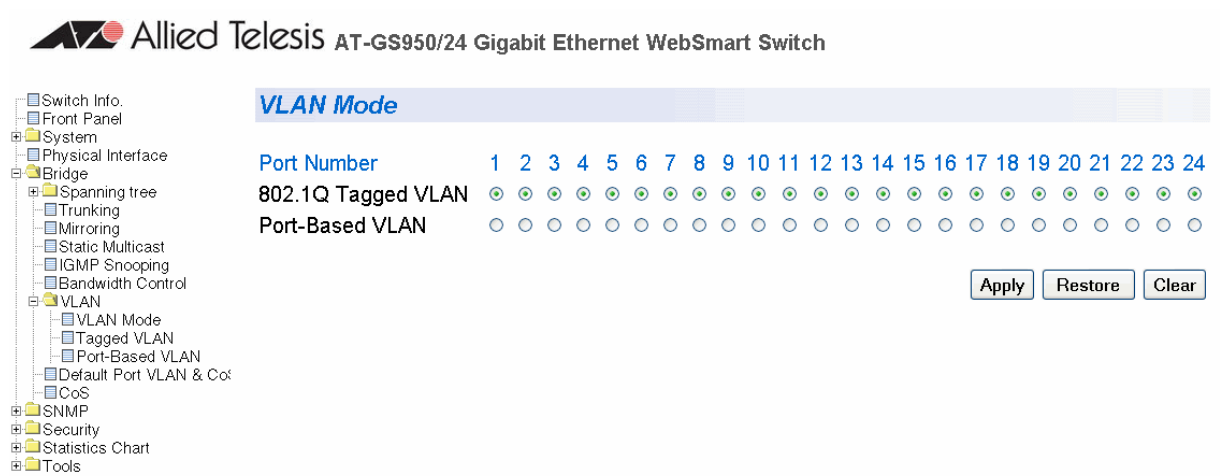 Allied Telesis AT-GS950/24 Gigabit Ethernet WebSmart Switch
Switch Info.
Front Panel
System
Physical Interface
Bridge
Spanning tree
Trunking
Mirroring
Static Multicast
IGMP Snooping
Bandwidth Control
VLAN
VLAN Mode
Tagged VLAN
Port-Based VLAN
Default Port VLAN & CoS
CoS
SNMP
Security
Statistics Chart
Tools
VLAN Mode
Port Number 1 2 3 4 5 6 7 8 9 10 11 12 13 14 15 16 17 18 19 20 21 22 23 24
802.1Q Tagged VLAN
Port-Based VLAN
Apply Restore Clear